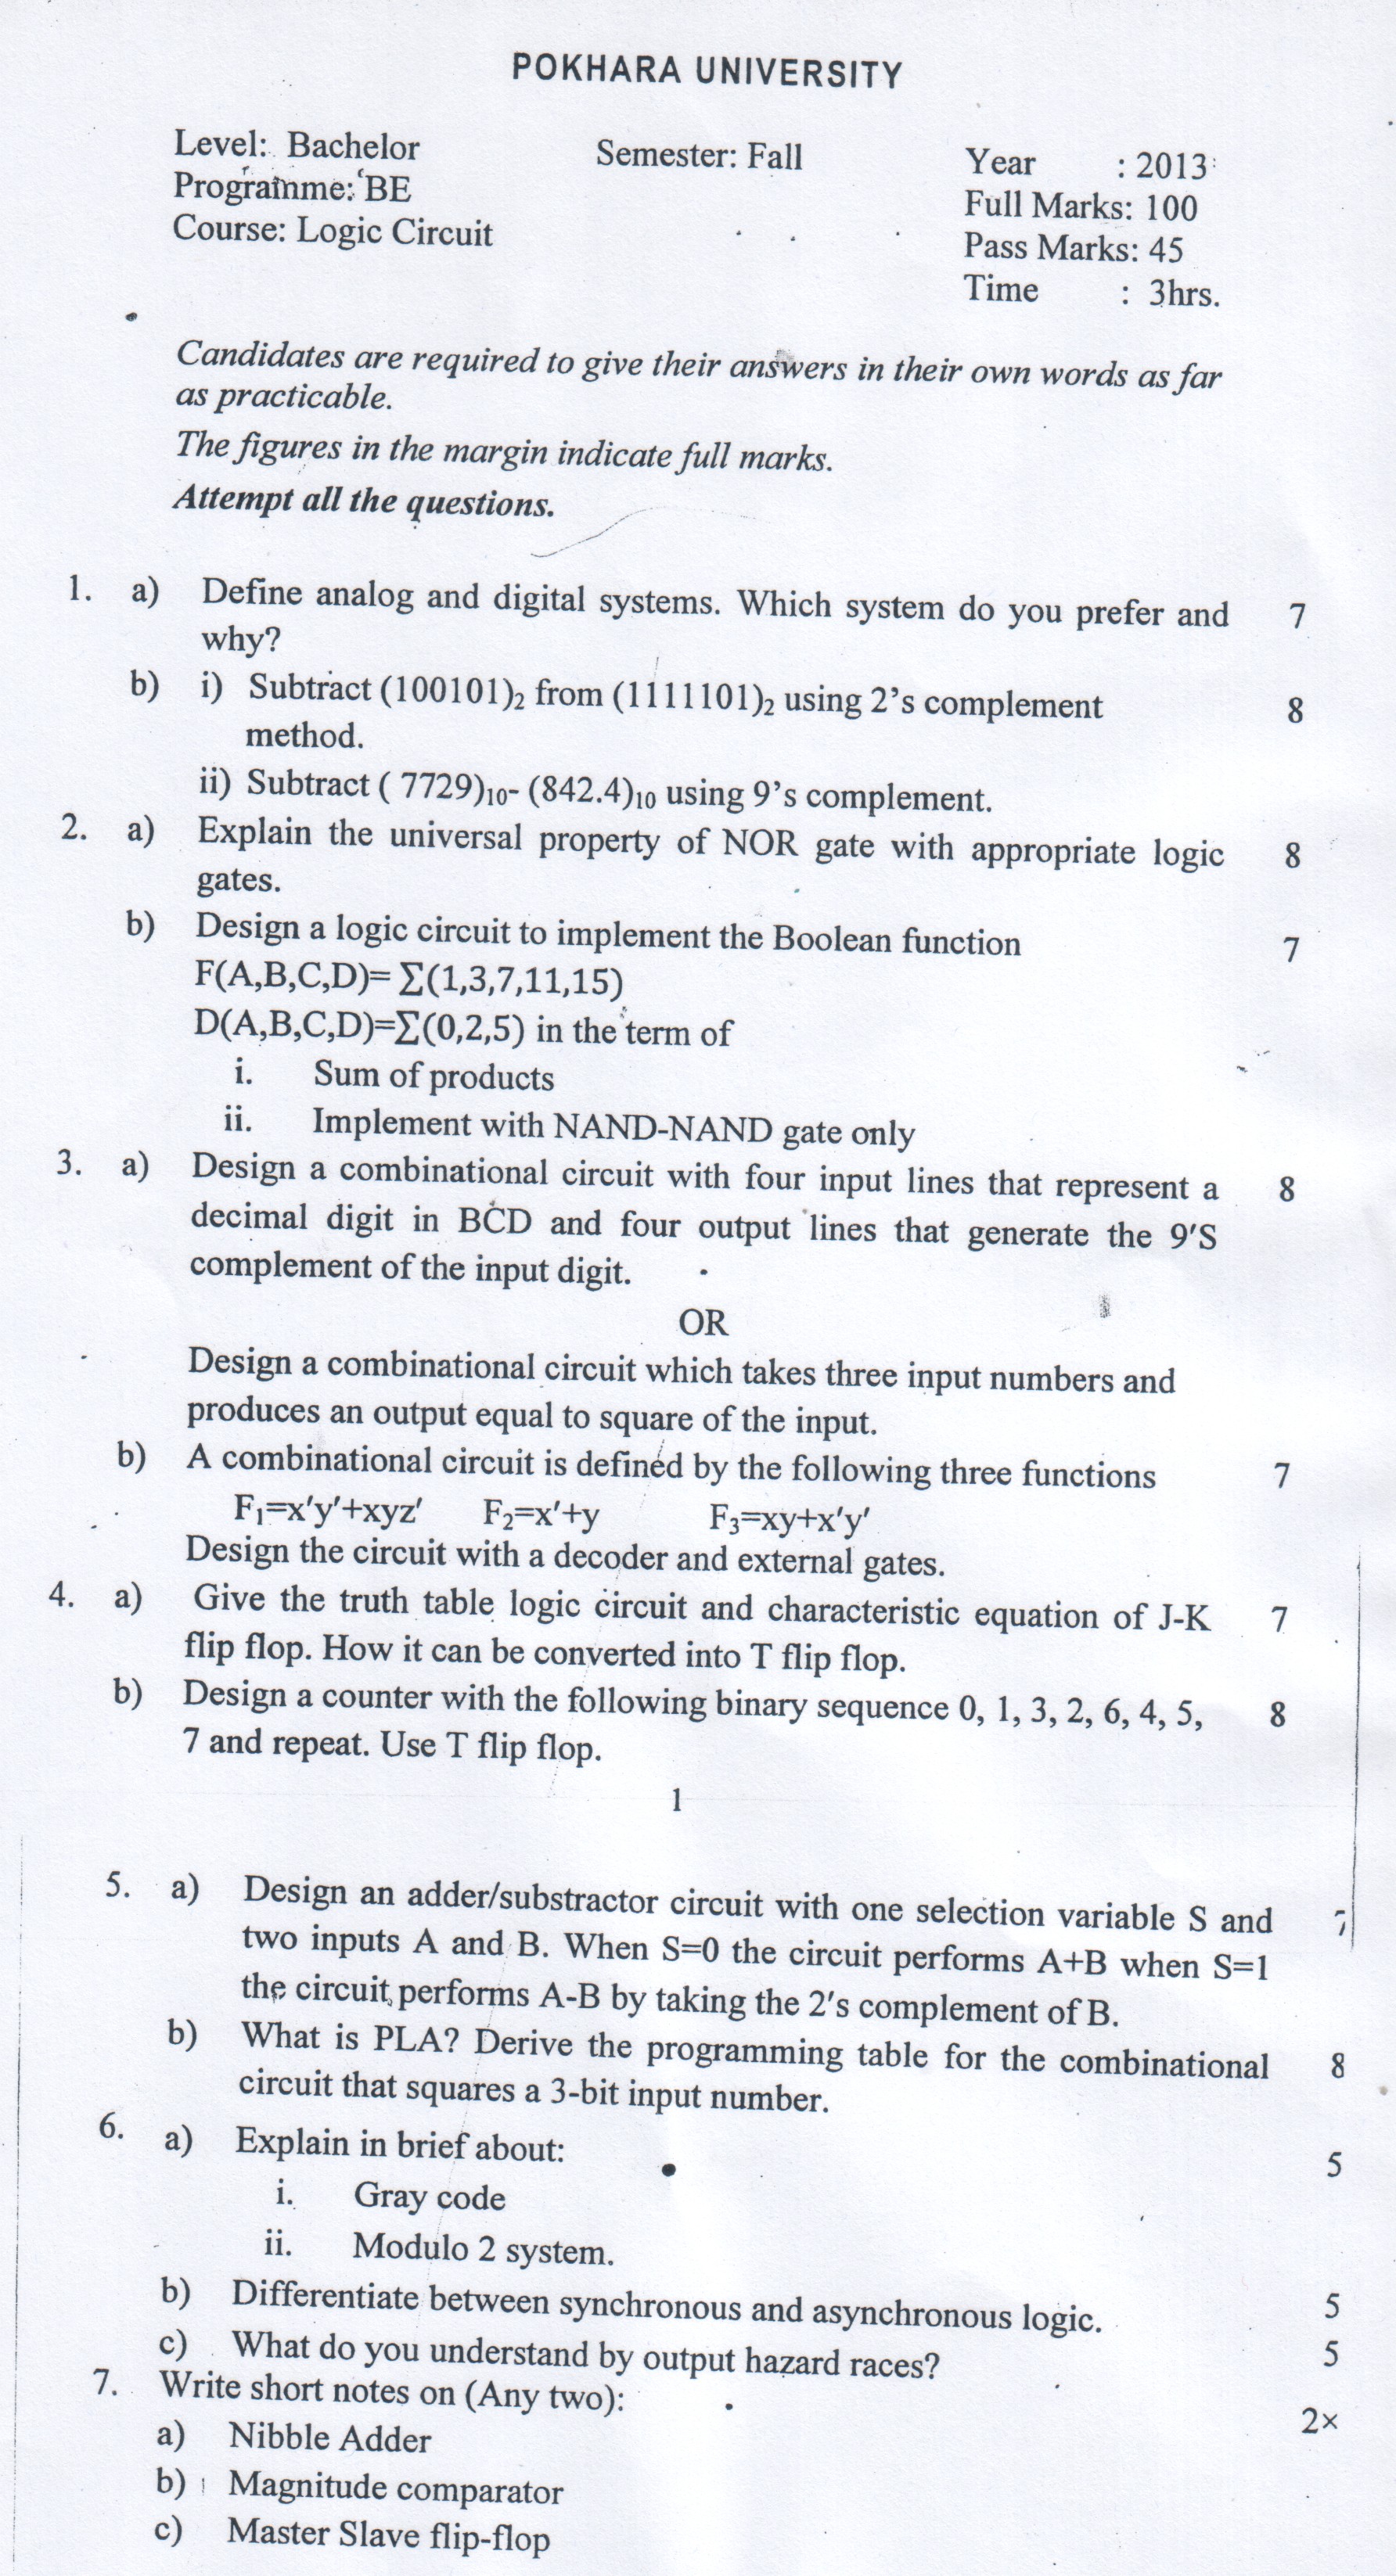 POKHARA UNIVERSITY
Level: Bachelor Semester: Fall Year : 2013
Programme: BE Full Marks: 100
Course: Logic Circuit Pass Marks: 45
Time : 3hrs.
Candidates are required to give their answers in their own words as far
as practicable.
The figures in the margin indicate full marks.
Attempt all the questions.
1. a) Define analog and digital systems. Which system do you prefer and 7
why?
b) i) Subtract (100101)₂ from (1111101)₂ using 2's complement 8
method.
ii) Subtract ( 7729)₁₀- (842.4)₁₀ using 9's complement.
2. a) Explain the universal property of NOR gate with appropriate logic 8
gates.
b) Design a logic circuit to implement the Boolean function 7
F(A,B,C,D)= ∑(1,3,7,11,15)
D(A,B,C,D)=∑(0,2,5) in the term of
i. Sum of products
ii. Implement with NAND-NAND gate only
3. a) Design a combinational circuit with four input lines that represent a 8
decimal digit in BCD and four output lines that generate the 9'S
complement of the input digit.
OR
Design a combinational circuit which takes three input numbers and
produces an output equal to square of the input.
b) A combinational circuit is defined by the following three functions 7
F₁=x'y'+xyz' F₂=x'+y F₃=xy+x'y'
Design the circuit with a decoder and external gates.
4. a) Give the truth table logic circuit and characteristic equation of J-K 7
flip flop. How it can be converted into T flip flop.
b) Design a counter with the following binary sequence 0, 1, 3, 2, 6, 4, 5, 8
7 and repeat. Use T flip flop.
1
5. a) Design an adder/substractor circuit with one selection variable S and 7
two inputs A and B. When S=0 the circuit performs A+B when S=1
the circuit performs A-B by taking the 2's complement of B.
b) What is PLA? Derive the programming table for the combinational 8
circuit that squares a 3-bit input number.
6. a) Explain in brief about: 5
i. Gray code
ii. Modulo 2 system.
b) Differentiate between synchronous and asynchronous logic. 5
c) What do you understand by output hazard races? 5
7. Write short notes on (Any two): 2×
a) Nibble Adder
b) Magnitude comparator
c) Master Slave flip-flop